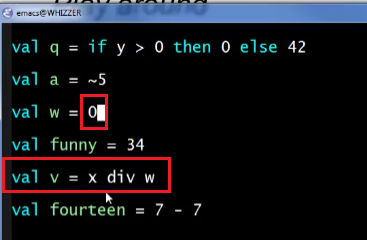 emacs@WHIZZER
val q = if y > 0 then 0 else 42
val a = ~5
val w = 0
val funny = 34
val v = x div w
val fourteen = 7 - 7